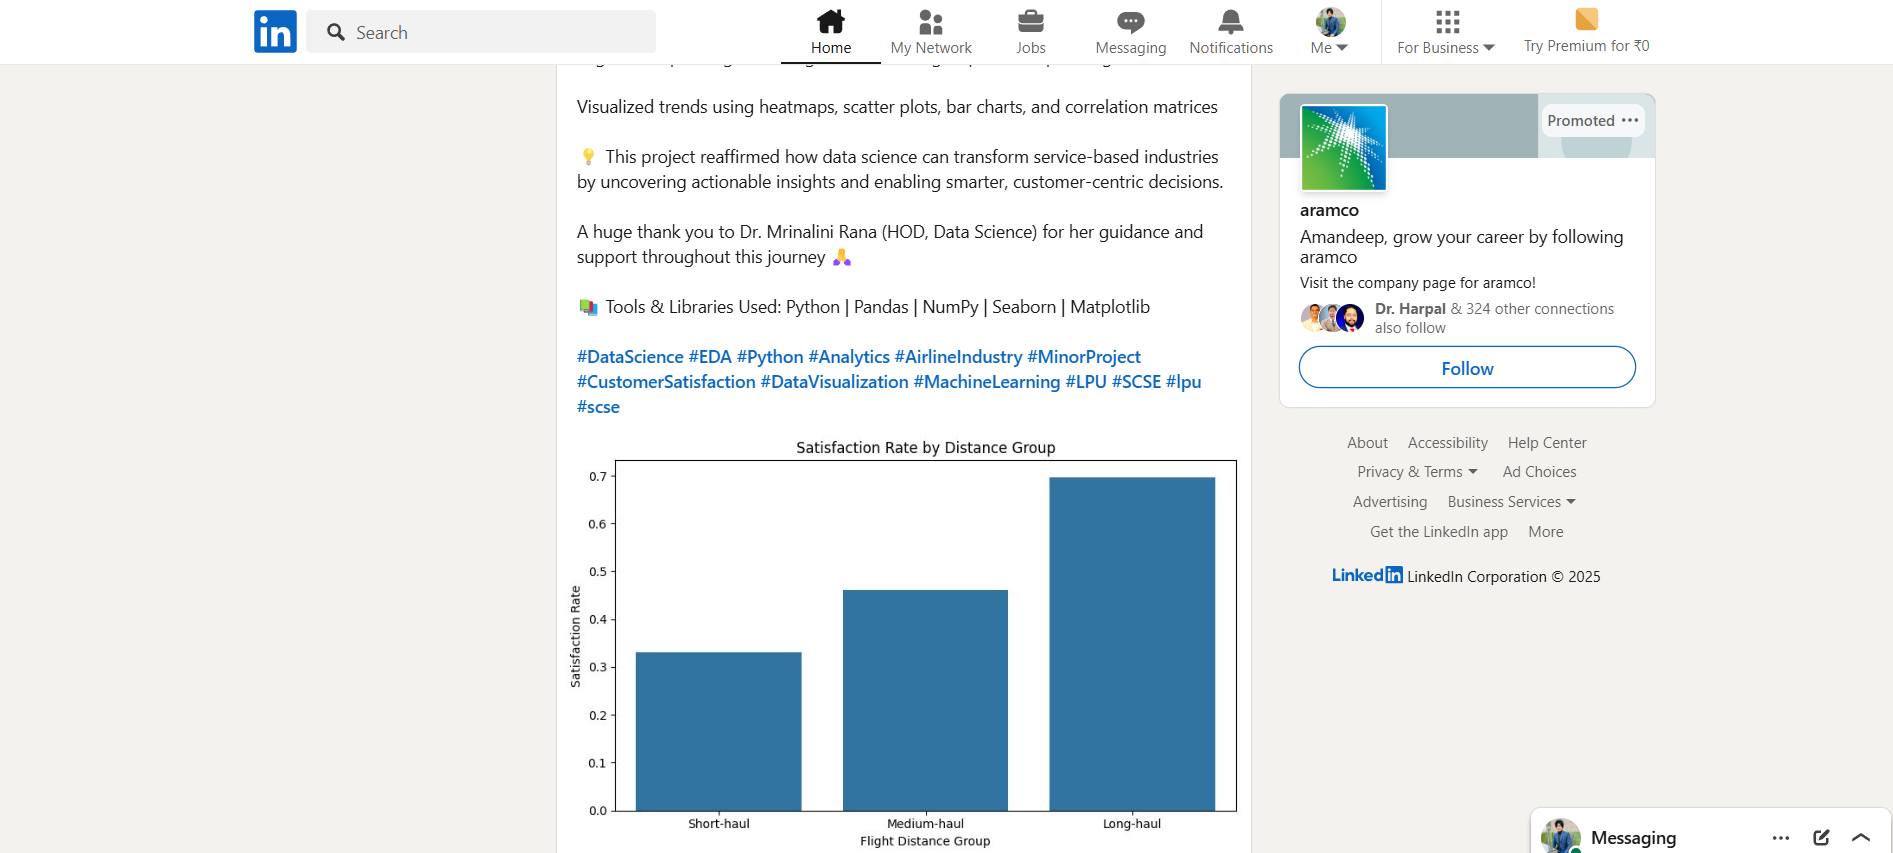 in
Search
Home
My Network
Jobs
Messaging
Notifications
Me
For Business
Try Premium for ₹0
Visualized trends using heatmaps, scatter plots, bar charts, and correlation matrices
💡 This project reaffirmed how data science can transform service-based industries
by uncovering actionable insights and enabling smarter, customer-centric decisions.
A huge thank you to Dr. Mrinalini Rana (HOD, Data Science) for her guidance and
support throughout this journey 🙏
📚 Tools & Libraries Used: Python | Pandas | NumPy | Seaborn | Matplotlib
#DataScience #EDA #Python #Analytics #AirlineIndustry #MinorProject
#CustomerSatisfaction #DataVisualization #MachineLearning #LPU #SCSE #lpu
#scse
Satisfaction Rate by Distance Group
Satisfaction Rate
0.7
0.6
0.5
0.4
0.3
0.2
0.1
0.0
Short-haul
Medium-haul
Long-haul
Flight Distance Group
Promoted
aramco
Amandeep, grow your career by following
aramco
Visit the company page for aramco!
Dr. Harpal & 324 other connections
also follow
Follow
About Accessibility Help Center
Privacy & Terms Ad Choices
Advertising Business Services
Get the LinkedIn app More
LinkedIn LinkedIn Corporation © 2025
Messaging